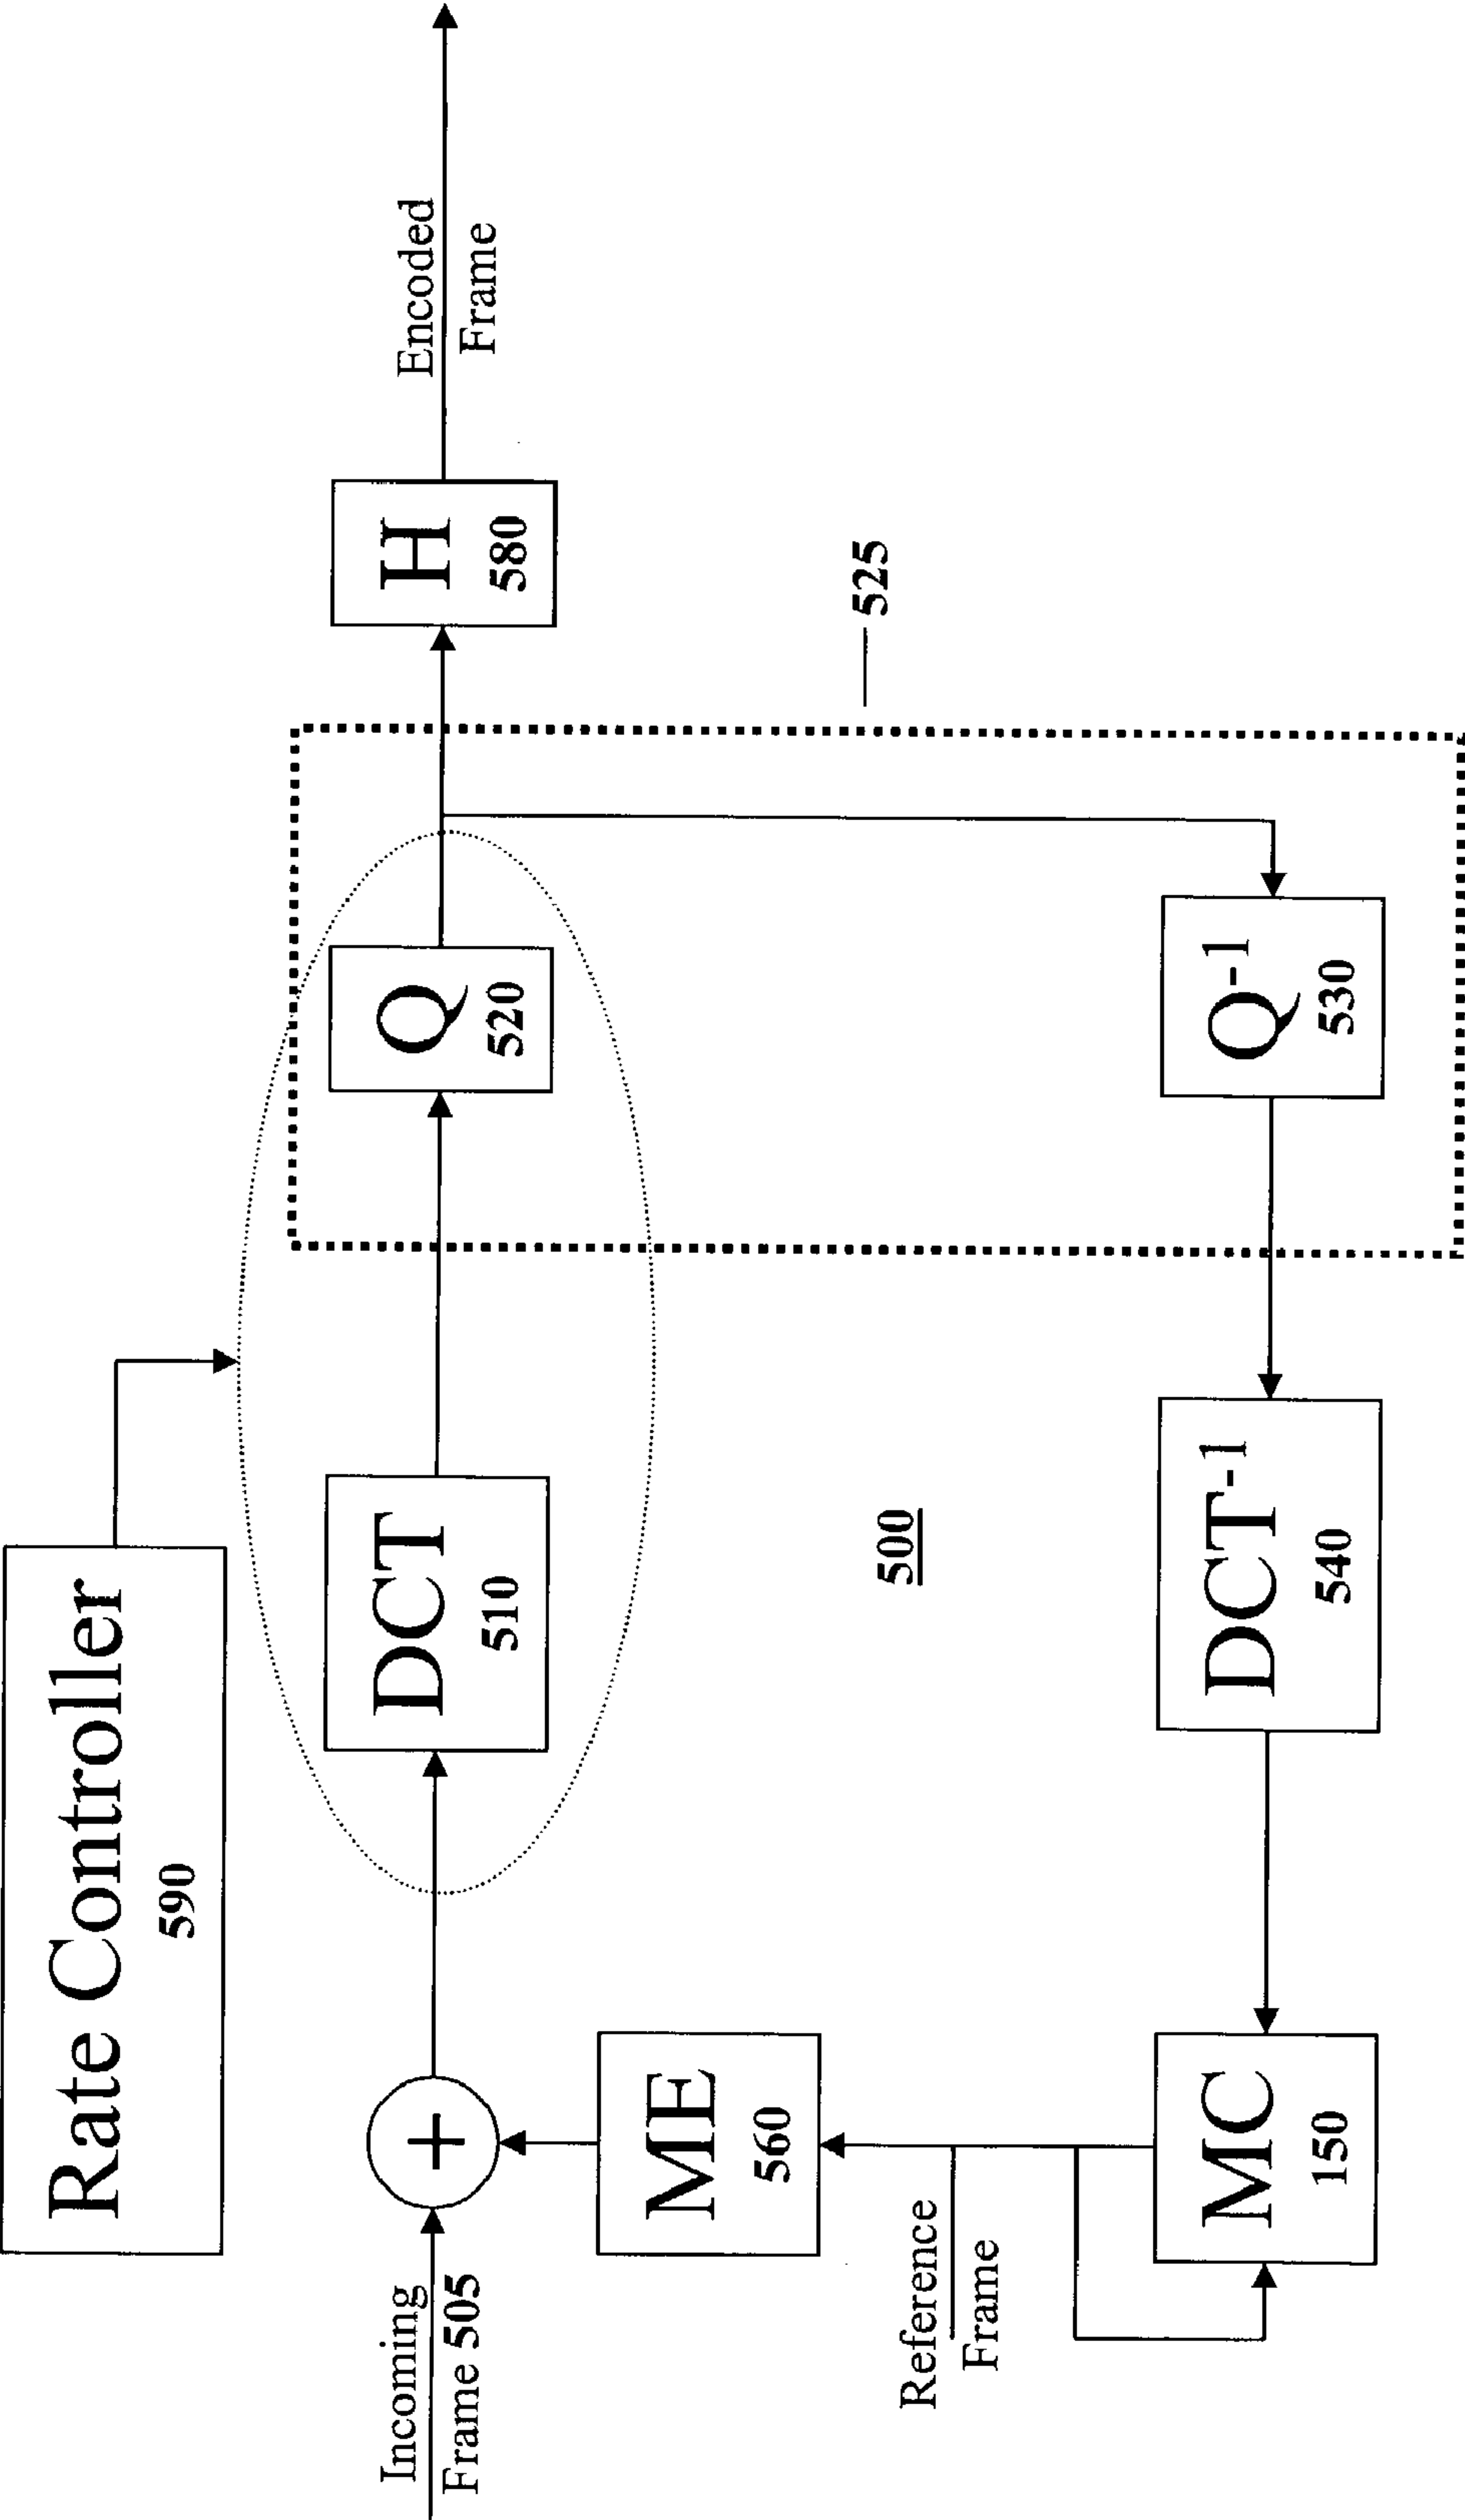 Rate Controller
590
Incoming
Frame 505
+
DCT
510
Q
520
H
580
Encoded
Frame
ME
560
500
525
Reference
Frame
MC
150
DCT-1
540
Q-1
530